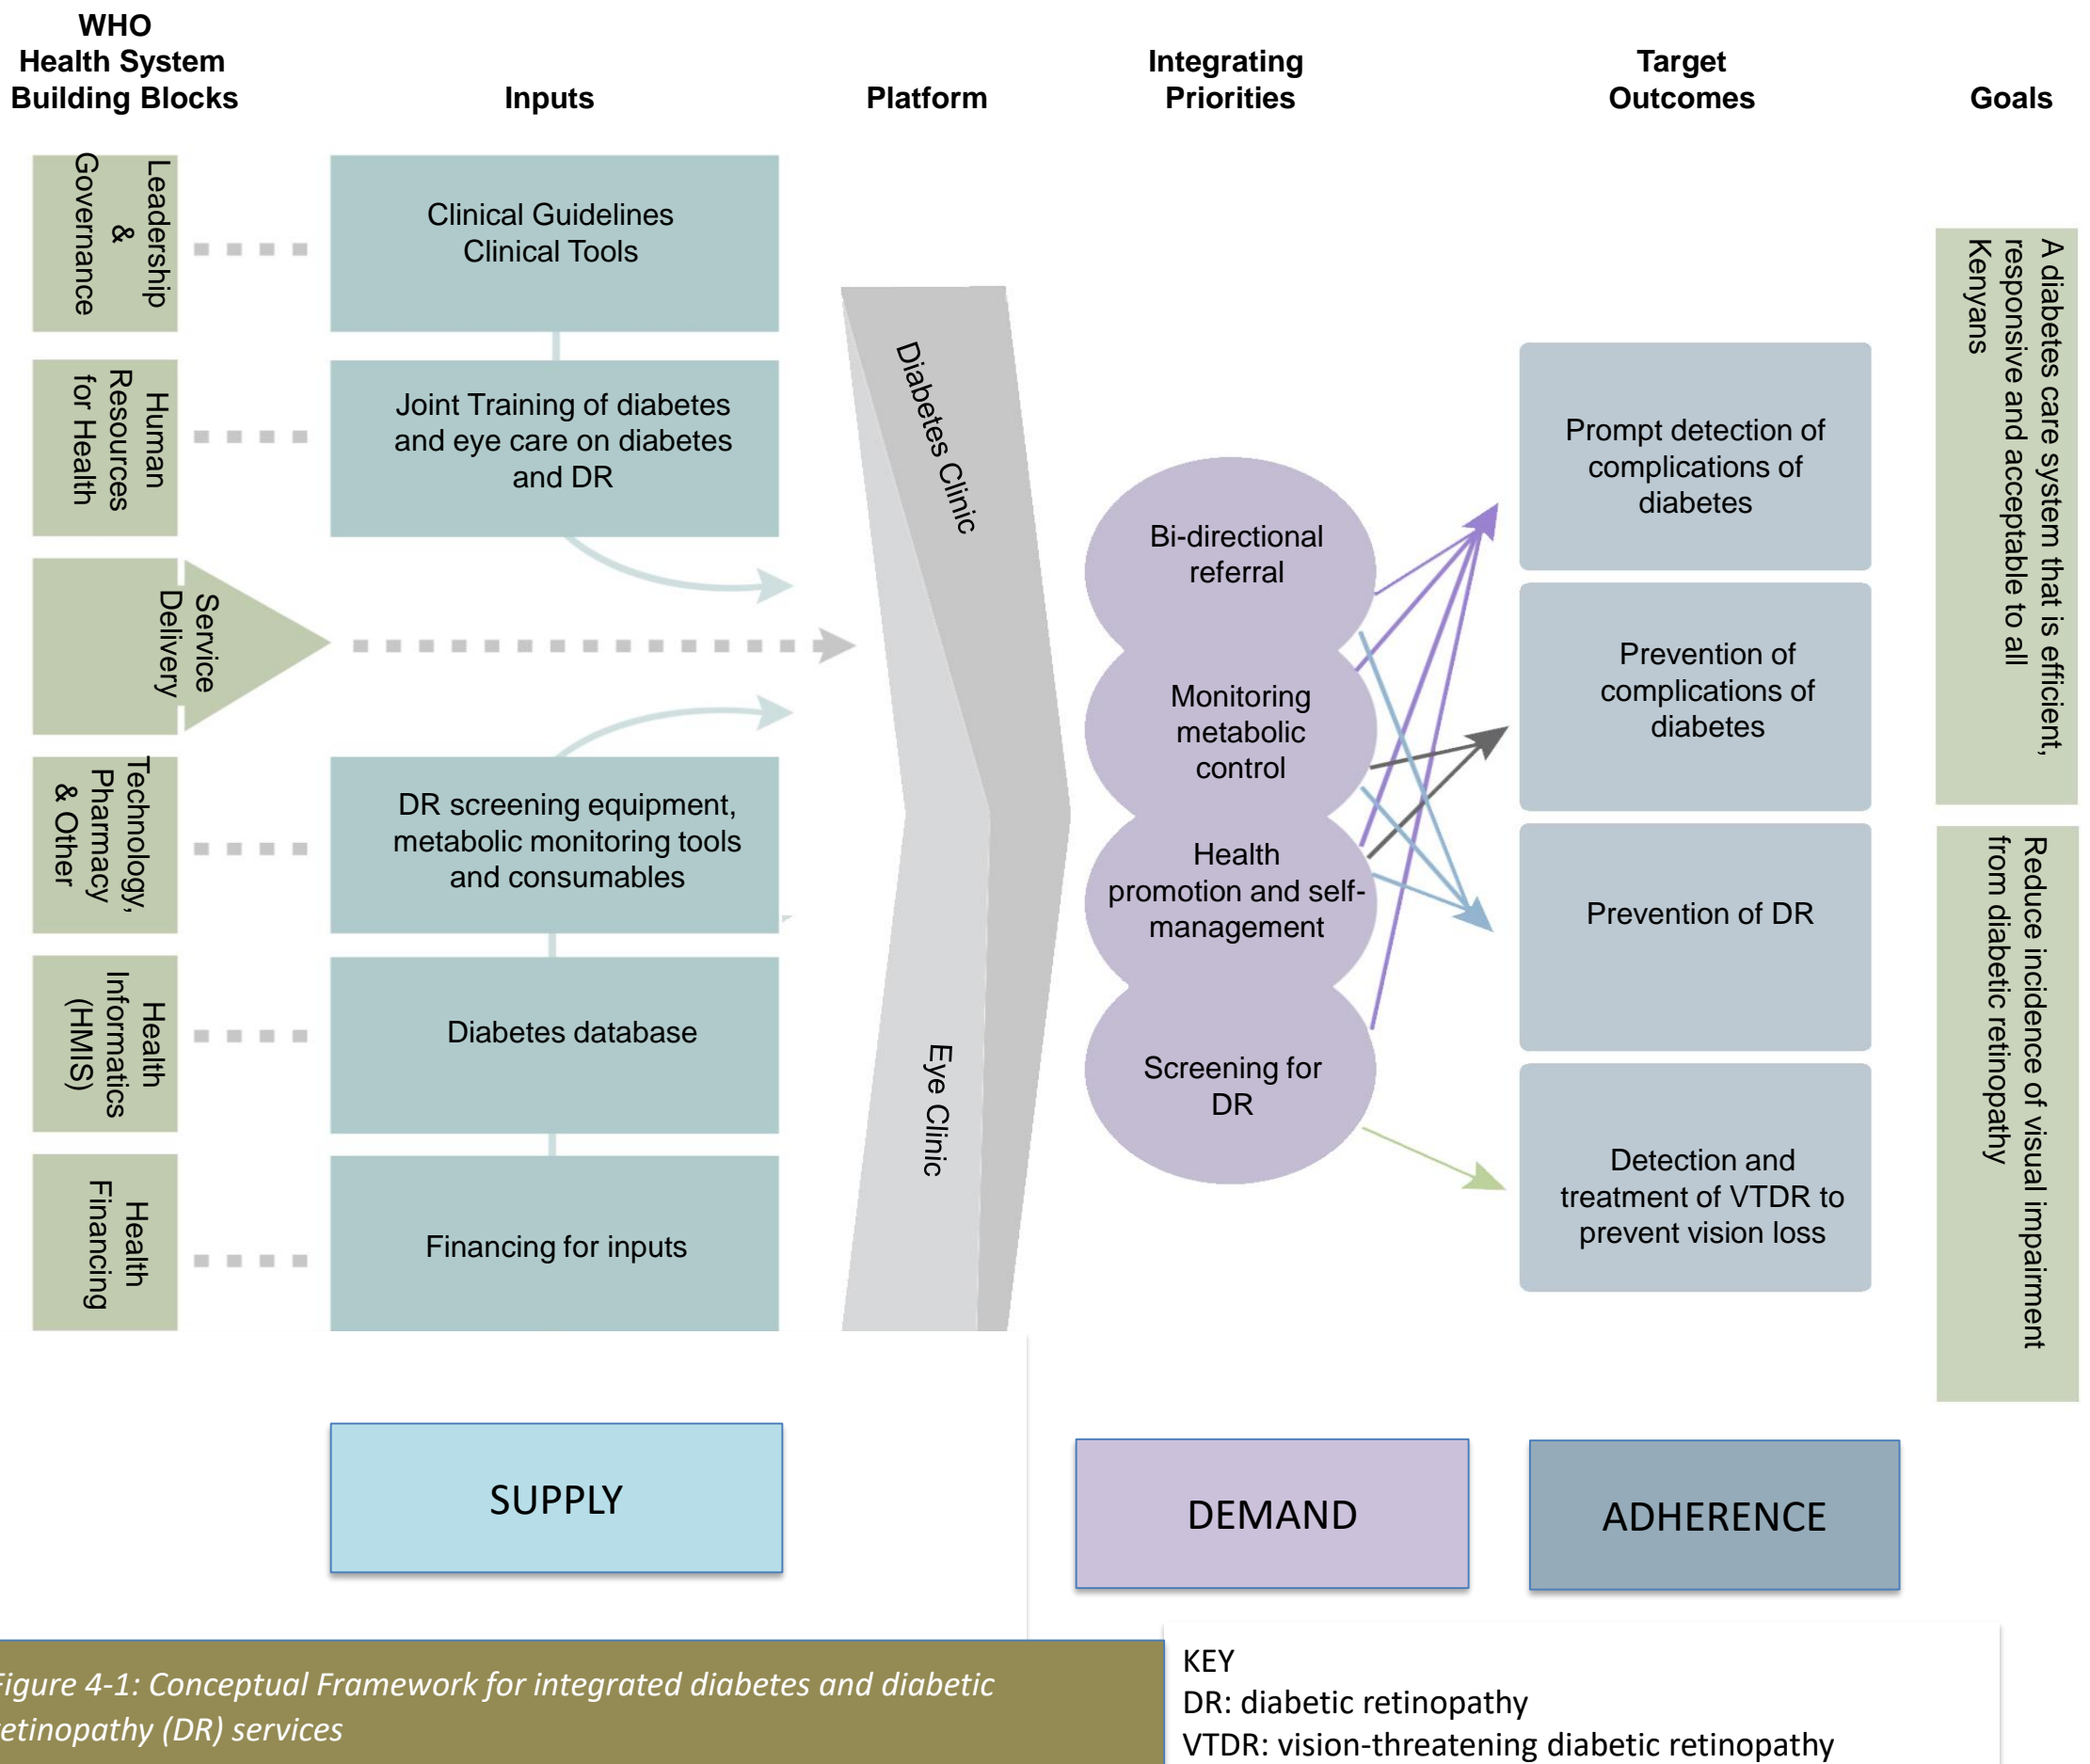 WHO
Health System
Building Blocks
Inputs
Platform
Integrating
Priorities
Target
Outcomes
Goals
Leadership
&
Governance
Human
Resources
for Health
Service
Delivery
Technology,
Pharmacy
& Other
Health
Informatics
(HMIS)
Health
Financing
Clinical Guidelines
Clinical Tools
Joint Training of diabetes
and eye care on diabetes
and DR
DR screening equipment,
metabolic monitoring tools
and consumables
Diabetes database
Financing for inputs
Diabetes Clinic
Eye Clinic
Bi-directional
referral
Monitoring
metabolic
control
Health
promotion and self-
management
Screening for
DR
Prompt detection of
complications of
diabetes
Prevention of
complications of
diabetes
Prevention of DR
Detection and
treatment of VTDR to
prevent vision loss
A diabetes care system that is efficient,
responsive and acceptable to all
Kenyans
Reduce incidence of visual impairment
from diabetic retinopathy
SUPPLY
DEMAND
ADHERENCE
Figure 4-1: Conceptual Framework for integrated diabetes and diabetic
retinopathy (DR) services
KEY
DR: diabetic retinopathy
VTDR: vision-threatening diabetic retinopathy